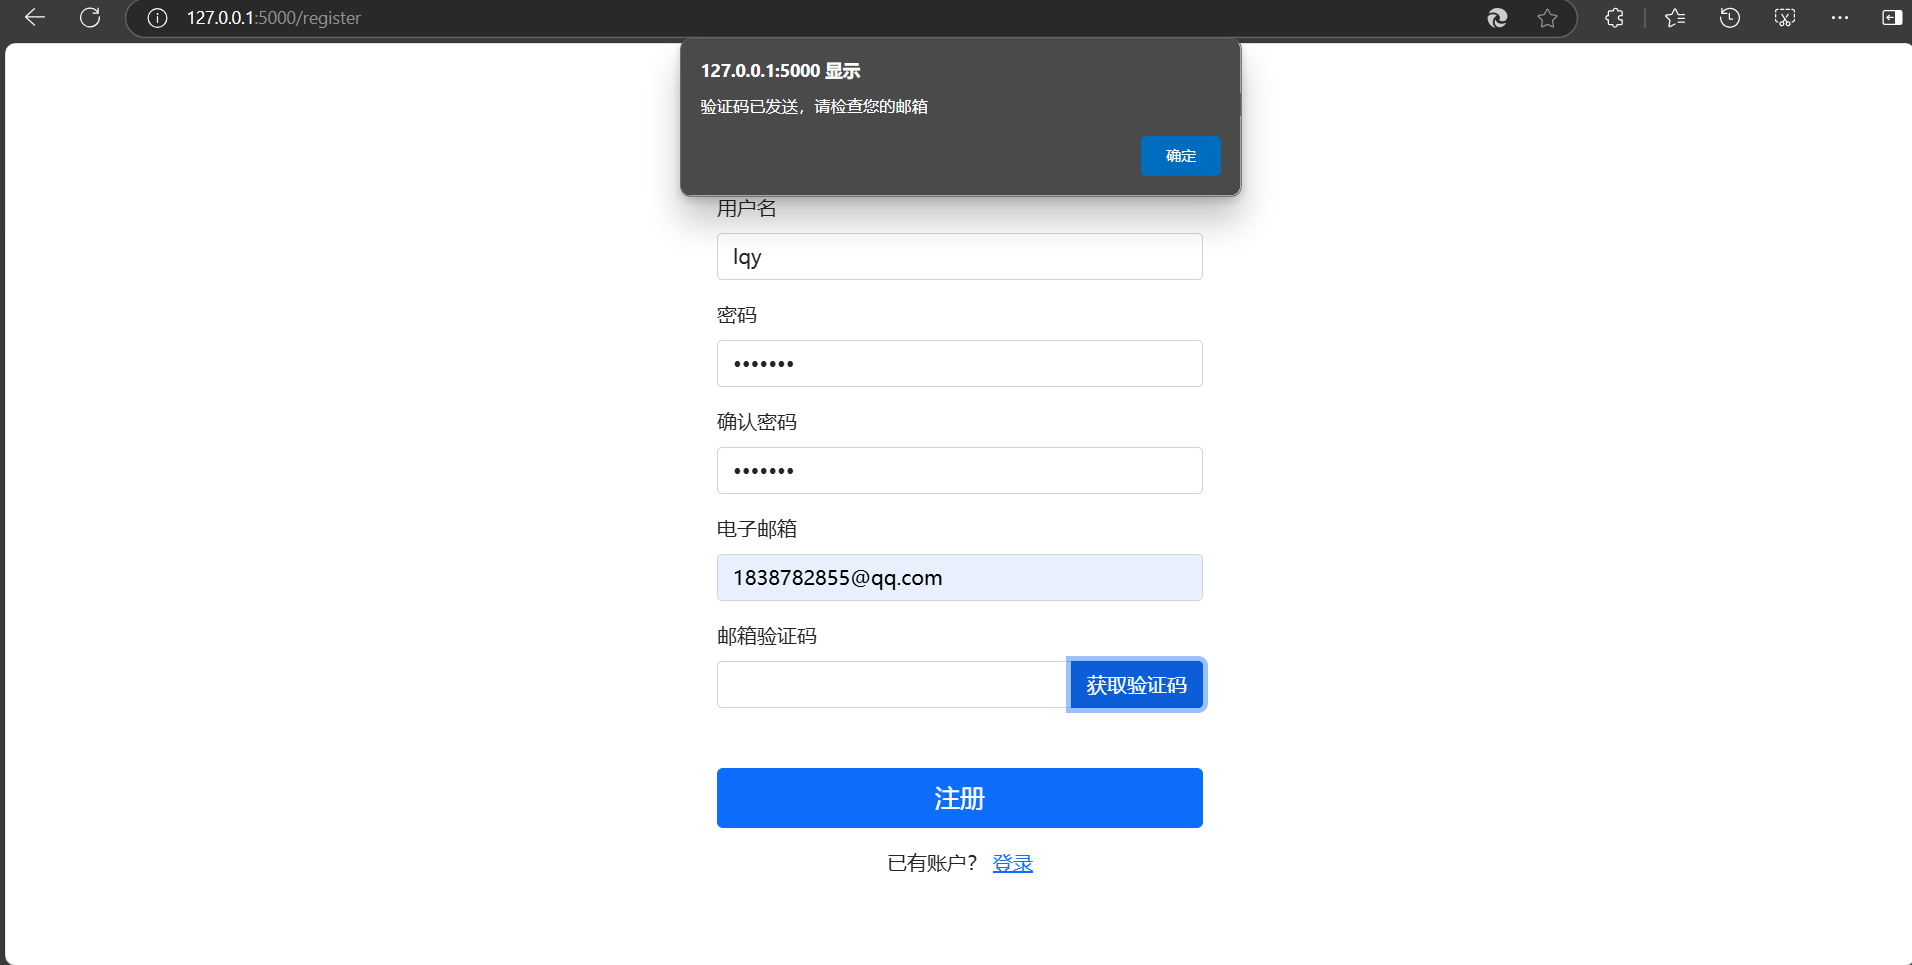 127.0.0.1:5000/register
127.0.0.1:5000 显示
验证码已发送，请检查您的邮箱
确定
用户名
lqy
密码
•••••••
确认密码
•••••••
电子邮箱
1838782855@qq.com
邮箱验证码
获取验证码
注册
已有账户？ 登录